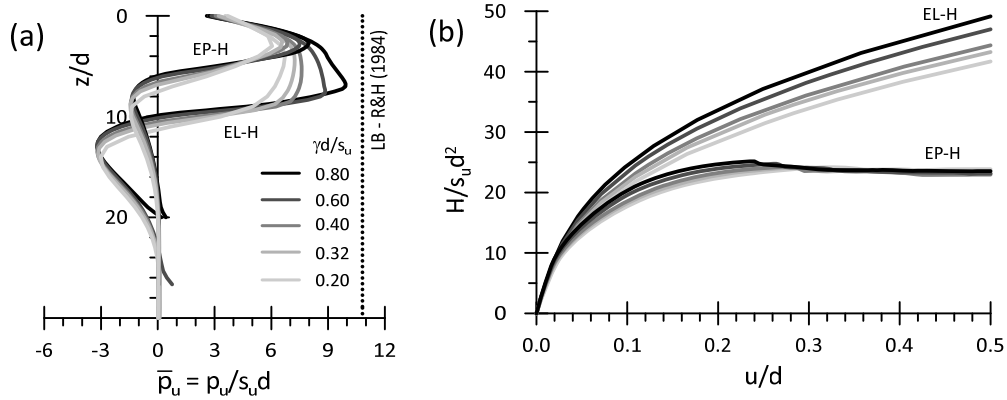 (a)
z/d
0
10
20
EP-H
EL-H
LB - R&H (1984)
γd/sᵤ
0.80
0.60
0.40
0.32
0.20
-6 -3 0 3 6 9 12
p̅ᵤ = pᵤ/sᵤd
(b)
H/sᵤd²
50
40
30
20
10
0
EL-H
EP-H
0.0 0.1 0.2 0.3 0.4 0.5
u/d